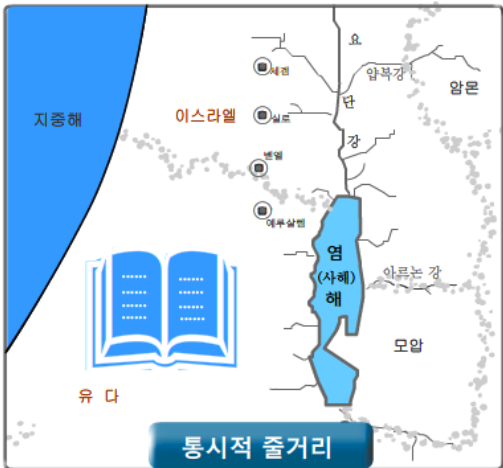 요
단
강
세겜
얍복강
암몬
지중해
이스라엘
실로
벧엘
예루살렘
염
(사해)
해
아르논 강
모압
유 다
통시적 줄거리